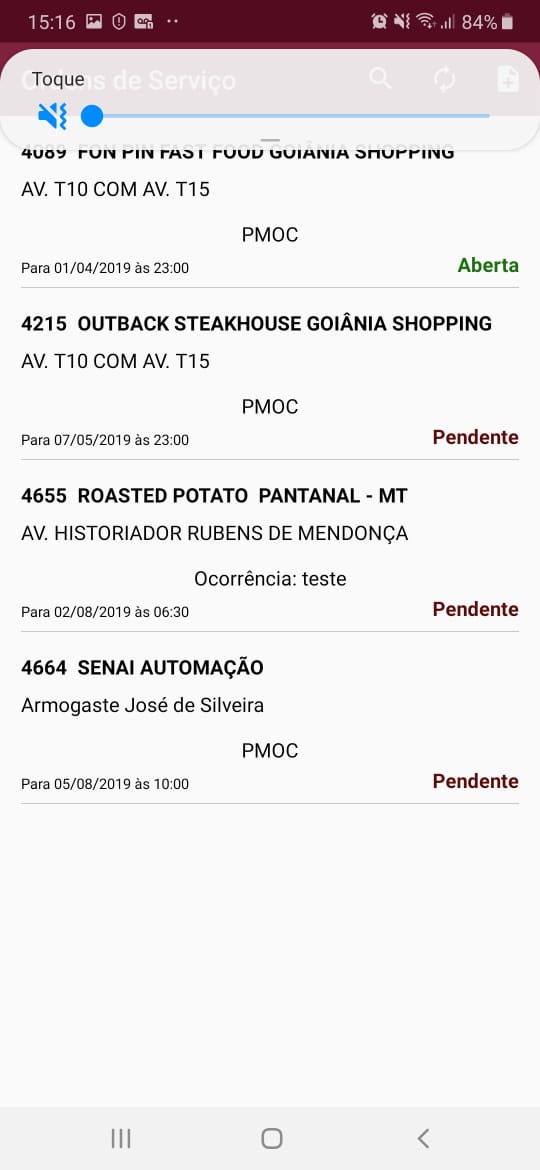 15:16
84%
Ordens de Serviço
Toque
4089 FON PIN FAST FOOD GOIÂNIA SHOPPING
AV. T10 COM AV. T15
PMOC
Para 01/04/2019 às 23:00
Aberta
4215 OUTBACK STEAKHOUSE GOIÂNIA SHOPPING
AV. T10 COM AV. T15
PMOC
Para 07/05/2019 às 23:00
Pendente
4655 ROASTED POTATO PANTANAL - MT
AV. HISTORIADOR RUBENS DE MENDONÇA
Ocorrência: teste
Para 02/08/2019 às 06:30
Pendente
4664 SENAI AUTOMAÇÃO
Armogaste José de Silveira
PMOC
Para 05/08/2019 às 10:00
Pendente